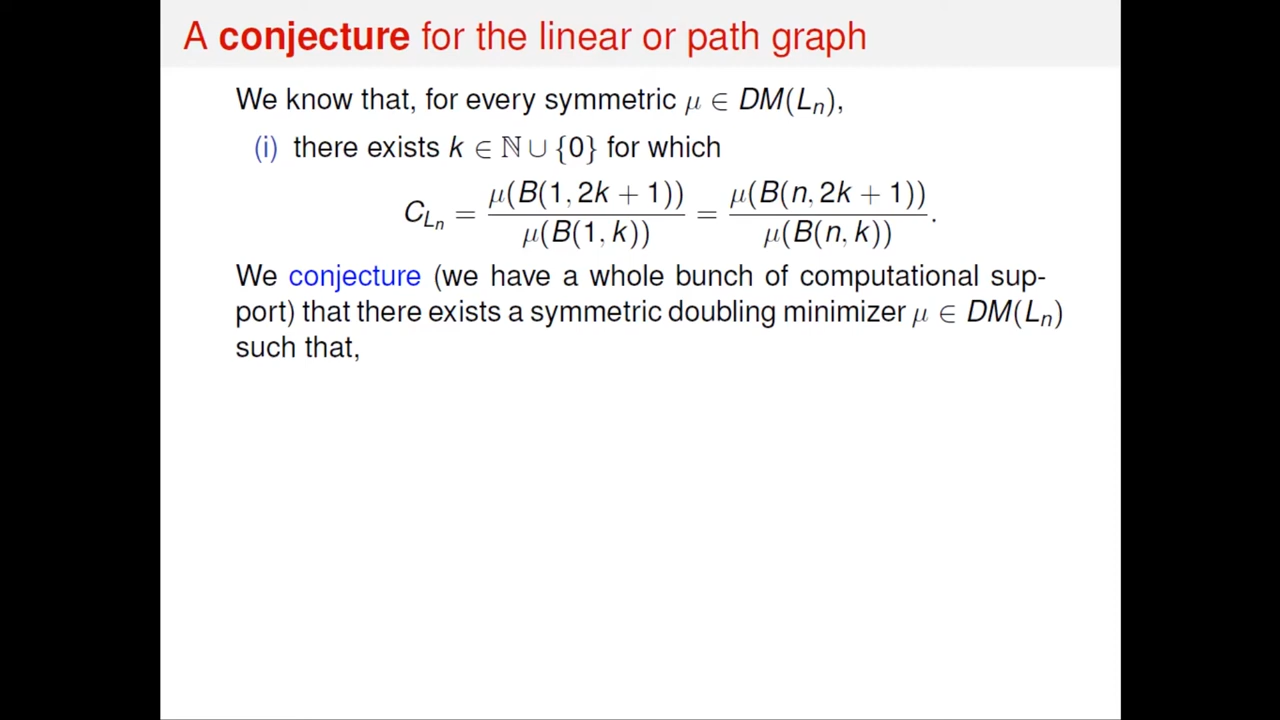 A conjecture for the linear or path graph
We know that, for every symmetric μ ∈ DM(Lₙ),
(i) there exists k ∈ ℕ ∪ {0} for which
C_{L_n} = μ(B(1, 2k + 1)) / μ(B(1, k)) = μ(B(n, 2k + 1)) / μ(B(n, k)).
We conjecture (we have a whole bunch of computational sup-
port) that there exists a symmetric doubling minimizer μ ∈ DM(Lₙ)
such that,